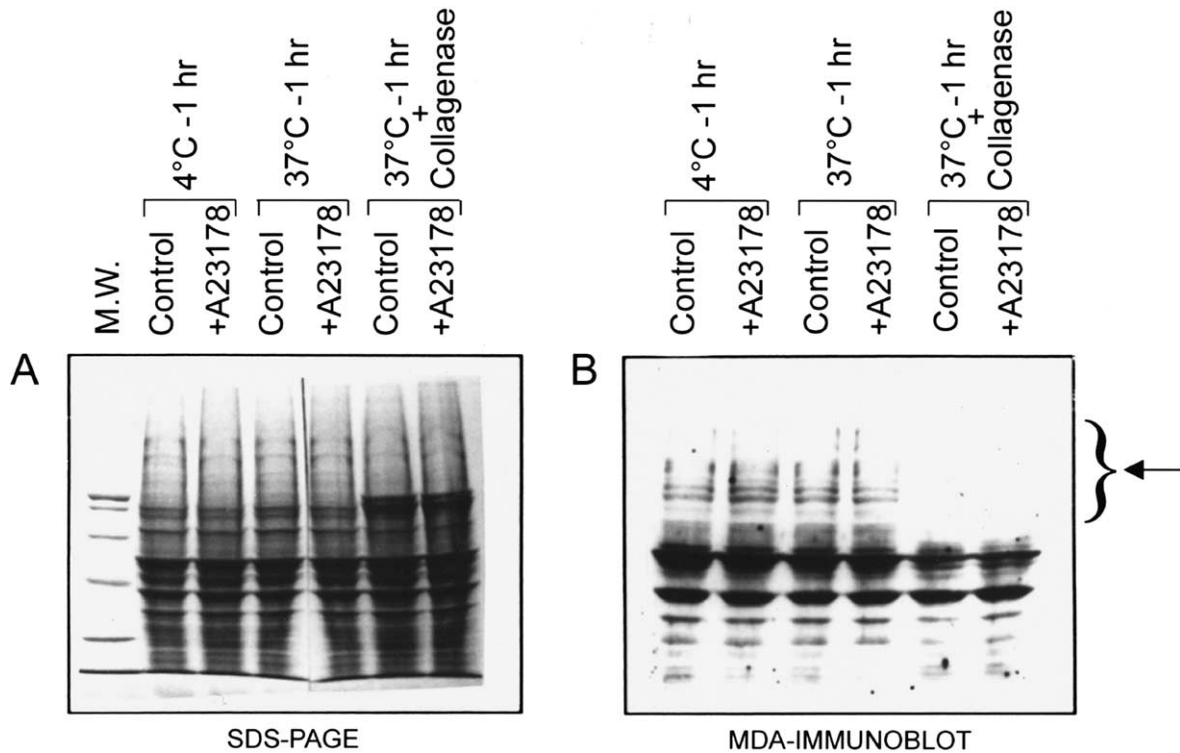 4°C -1 hr
37°C -1 hr
37°C -1 hr
+
Collagenase
M.W.
Control
+A23178
Control
+A23178
Control
+A23178
A
SDS-PAGE
4°C -1 hr
37°C -1 hr
37°C -1 hr
+
Collagenase
Control
+A23178
Control
+A23178
Control
+A23178
B
MDA-IMMUNOBLOT